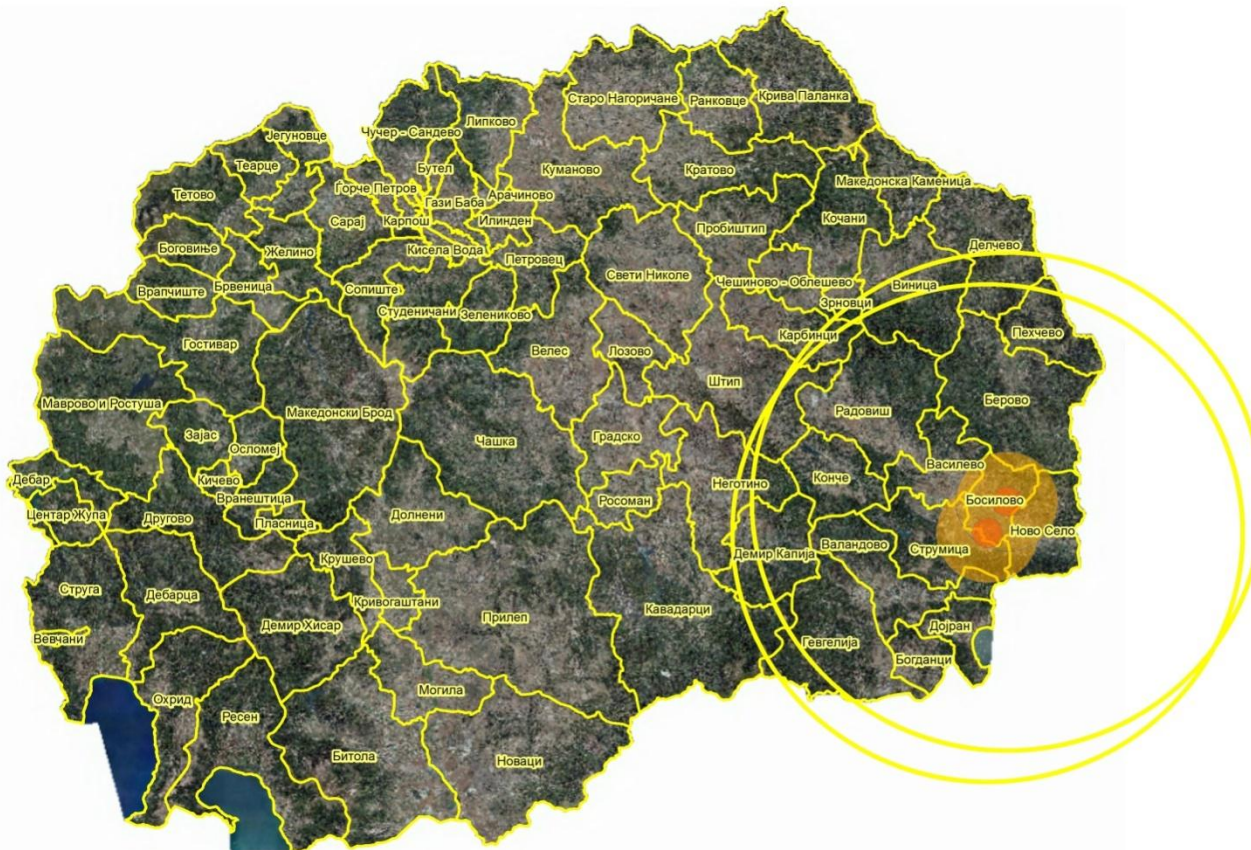 Старо Нагоричане
Ранковце
Крива Паланка
Јегуновце
Чучер - Сандево
Липково
Теарце
Бутел
Куманово
Кратово
Тетово
Ѓорче Петров
Гази Баба
Арачиново
Македонска Каменица
Сарај
Карпош
Илинден
Пробиштип
Кочани
Боговиње
Желино
Кисела Вода
Петровец
Свети Николе
Делчево
Врапчиште
Брвеница
Сопиште
Чешиново - Облешево
Виница
Студеничани
Зелениково
Зрновци
Гостивар
Велес
Лозово
Карбинци
Пехчево
Маврово и Ростуша
Македонски Брод
Штип
Берово
Зајас
Осломеј
Чашка
Градско
Радовиш
Дебар
Кичево
Вранештица
Росоман
Неготино
Конче
Василево
Центар Жупа
Другово
Пласница
Долнени
Босилово
Ново Село
Крушево
Демир Капија
Валандово
Струмица
Струга
Дебарца
Кривогаштани
Прилеп
Кавадарци
Вевчани
Демир Хисар
Гевгелија
Дојран
Богданци
Охрид
Ресен
Могила
Битола
Новаци